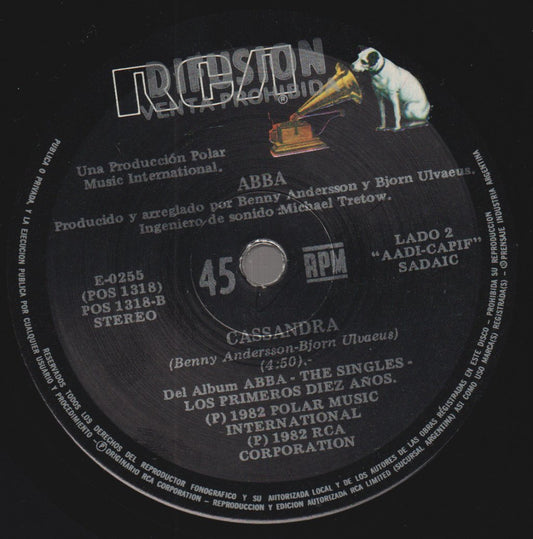 RCA
DIFUSION
VENTA PROHIBIDA
®
Una Producción Polar
Music International.
ABBA
Producido y arreglado por Benny Andersson y Bjorn Ulvaeus.
Ingeniero de sonido :Michael Tretow.
E-0255
(POS 1318)
POS 1318-B
STEREO
45 RPM
LADO 2
"AADI-CAPIF"
SADAIC
CASSANDRA
(Benny Andersson-Bjorn Ulvaeus)
(4:50).-
Del Album ABBA - THE SINGLES -
LOS PRIMEROS DIEZ AÑOS.
(P) 1982 POLAR MUSIC
INTERNATIONAL
(P) 1982 RCA
CORPORATION
RESERVADOS TODOS LOS DERECHOS DEL REPRODUCTOR FONOGRAFICO Y SU AUTORIZADA LOCAL Y DE LOS AUTORES DE LAS OBRAS REGISTRADAS EN ESTE DISCO - PROHIBIDA SU REPRODUCCION
PUBLICA O PRIVADA, Y LA EJECUCION PUBLICA POR CUALQUIER USUARIO Y PROCEDIMIENTO - ⓟORIGINARIO RCA CORPORATION - REPRODUCCION Y EDICION AUTORIZADA RCA LIMITED (SUCURSAL ARGENTINA) ASI COMO USO MARCA(S) REGISTRADA(S) - ⓟPRENSAJE INDUSTRIA ARGENTINA